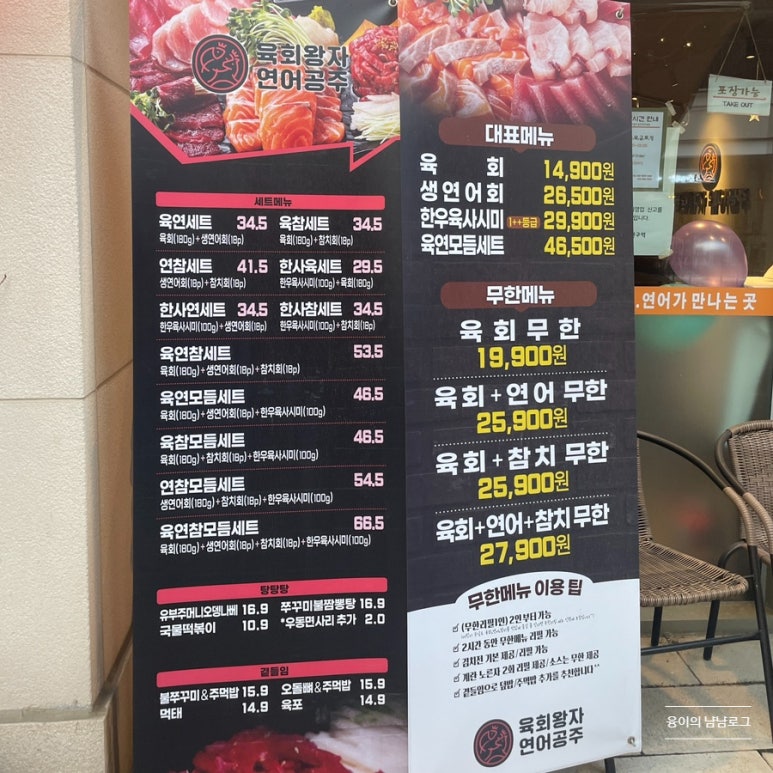 육회왕자
연어공주
세트메뉴
육연세트 34.5
육회(180g)+생연어회(18p)
육참세트 34.5
육회(180g)+참치회(18p)
연참세트 41.5
생연어회(18p)+참치회(18p)
한사육세트 29.5
한우육사시미(100g)+육회(180g)
한사연세트 34.5
한우육사시미(100g)+생연어회(18p)
한사참세트 34.5
한우육사시미(100g)+참치회(18p)
육연참세트 53.5
육회(180g)+생연어회(18p)+참치회(18p)
육연모듬세트 46.5
육회(180g)+생연어회(18p)+한우육사시미(100g)
육참모듬세트 46.5
육회(180g)+참치회(18p)+한우육사시미(100g)
연참모듬세트 54.5
생연어회(18p)+참치회(18p)+한우육사시미(100g)
육연참모듬세트 66.5
육회(180g)+생연어회(18p)+참치회(18p)+한우육사시미(100g)
탕탕탕
유부주머니오뎅나베 16.9
쭈꾸미불짬뽕탕 16.9
국물떡볶이 10.9
*우동면사리 추가 2.0
곁들임
불쭈꾸미&주먹밥 15.9
오돌뼈&주먹밥 15.9
먹태 14.9
육포 14.9
대표메뉴
육 회 14,900원
생연어회 26,500원
한우육사시미 1++등급 29,900원
육연모듬세트 46,500원
무한메뉴
육회무한
19,900원
육회+연어 무한
25,900원
육회+참치 무한
25,900원
육회+연어+참치무한
27,900원
무한메뉴 이용 팁
(무한리필1인) 2인부터가능
2시간 동안 무한메뉴 리필 가능
김치전 기본 제공/리필 가능
계란 노른자 2회 리필 제공/소스는 무한 제공
곁들임으로 덮밥/주먹밥 추가를 추천합니다^^
육회왕자
연어공주
포장가능
TAKE OUT
.연어가 만나는 곳
융이의 냠냠로그